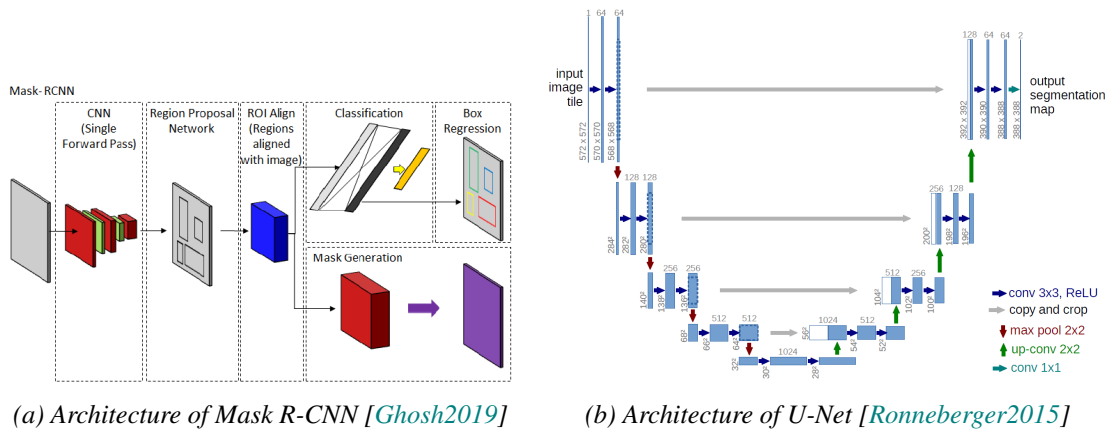 Mask- RCNN
CNN
(Single
Forward Pass)
Region Proposal
Network
ROI Align
(Regions
aligned
with image)
Classification
Box
Regression
Mask Generation
(a) Architecture of Mask R-CNN [Ghosh2019]
input
image
tile
1 64 64
572 x 572
570 x 570
568 x 568
128 64 64 2
output
segmentation
map
392 x 392
390 x 390
388 x 388
388 x 388
128 128
284²
282²
280²
256 128
200²
198²
196²
256 256
140²
138²
136²
512 256
104²
102²
100²
512 512
68²
66²
64²
1024 512
56²
54²
52²
1024
32²
30²
28²
conv 3x3, ReLU
copy and crop
max pool 2x2
up-conv 2x2
conv 1x1
(b) Architecture of U-Net [Ronneberger2015]